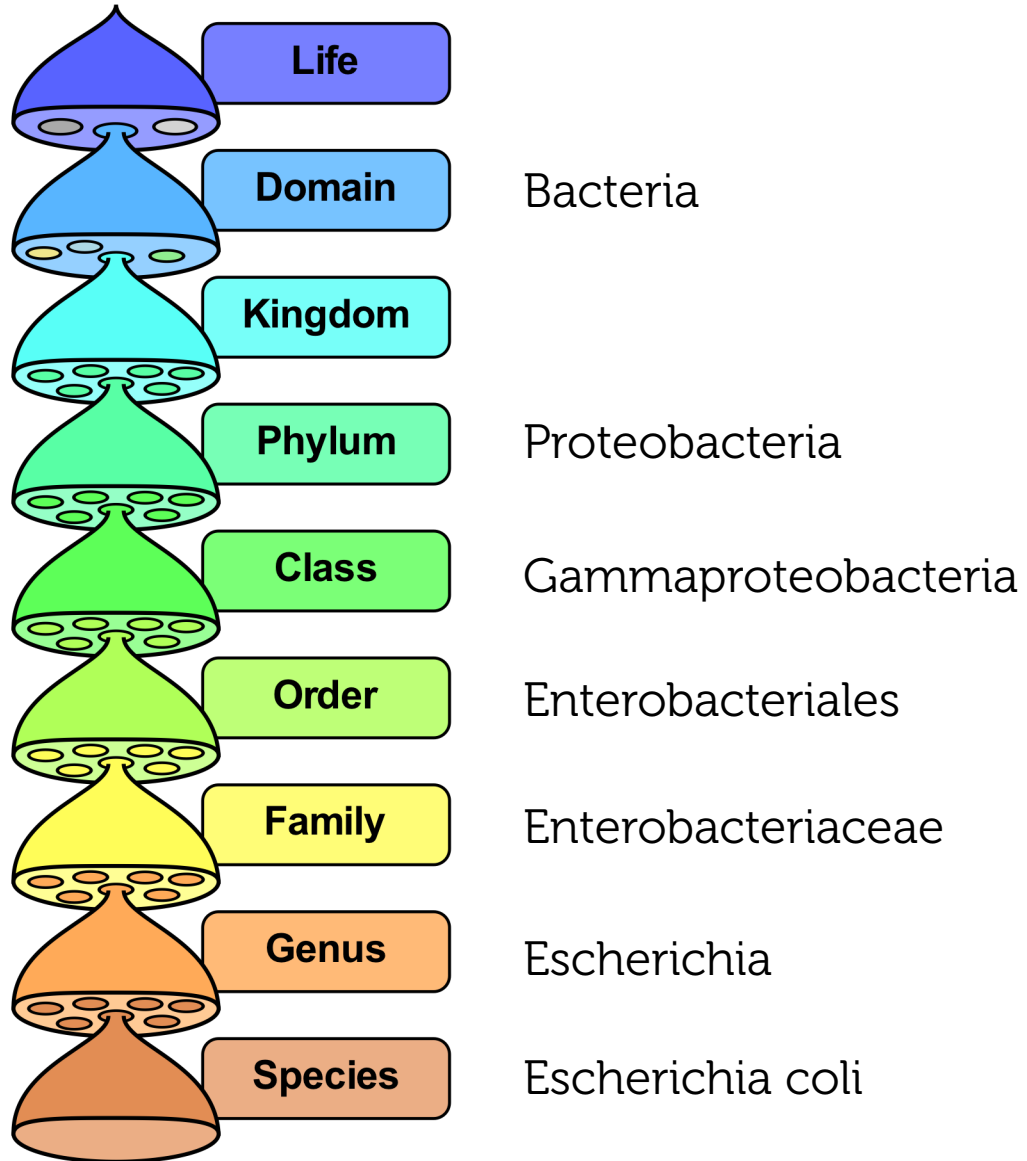 Life
Domain Bacteria
Kingdom
Phylum Proteobacteria
Class Gammaproteobacteria
Order Enterobacteriales
Family Enterobacteriaceae
Genus Escherichia
Species Escherichia coli